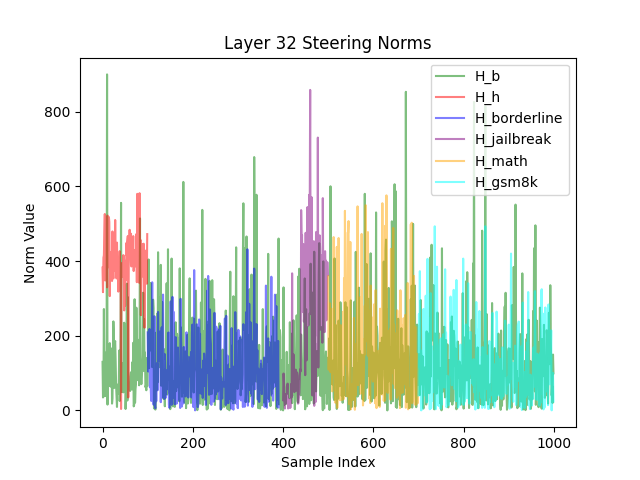 Layer 32 Steering Norms
Norm Value
800
600
400
200
0
H_b
H_h
H_borderline
H_jailbreak
H_math
H_gsm8k
0 200 400 600 800 1000
Sample Index